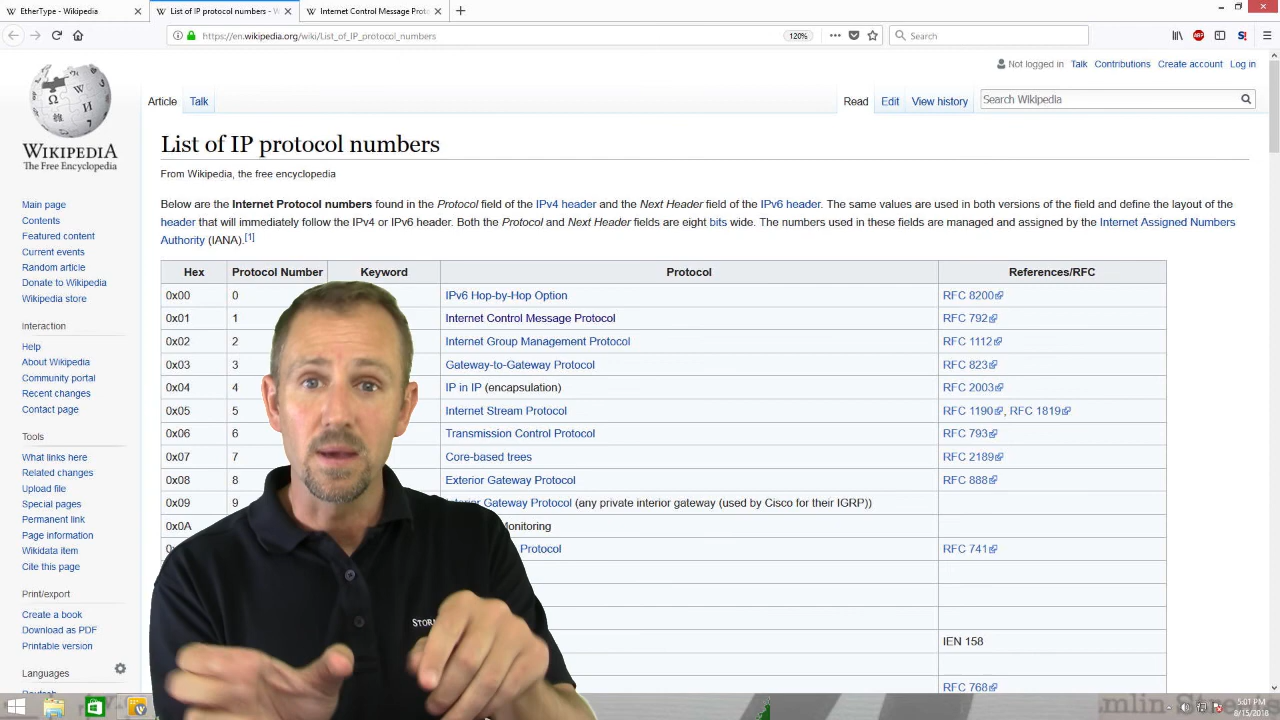 EtherType - Wikipedia
List of IP protocol numbers - W
Internet Control Message Proto
https://en.wikipedia.org/wiki/List_of_IP_protocol_numbers
120%
Search
Not logged in Talk Contributions Create account Log in
Article Talk
Read Edit View history
Search Wikipedia
WIKIPEDIA
The Free Encyclopedia
List of IP protocol numbers
From Wikipedia, the free encyclopedia
Below are the Internet Protocol numbers found in the Protocol field of the IPv4 header and the Next Header field of the IPv6 header. The same values are used in both versions of the field and define the layout of the
header that will immediately follow the IPv4 or IPv6 header. Both the Protocol and Next Header fields are eight bits wide. The numbers used in these fields are managed and assigned by the Internet Assigned Numbers
Authority (IANA).[1]
Main page
Contents
Featured content
Current events
Random article
Donate to Wikipedia
Wikipedia store
Interaction
Help
About Wikipedia
Community portal
Recent changes
Contact page
Tools
What links here
Related changes
Upload file
Special pages
Permanent link
Page information
Wikidata item
Cite this page
Print/export
Create a book
Download as PDF
Printable version
Languages
Hex Protocol Number Keyword Protocol References/RFC
0x00 0 IPv6 Hop-by-Hop Option RFC 8200
0x01 1 Internet Control Message Protocol RFC 792
0x02 2 Internet Group Management Protocol RFC 1112
0x03 3 Gateway-to-Gateway Protocol RFC 823
0x04 4 IP in IP (encapsulation) RFC 2003
0x05 5 Internet Stream Protocol RFC 1190, RFC 1819
0x06 6 Transmission Control Protocol RFC 793
0x07 7 Core-based trees RFC 2189
0x08 8 Exterior Gateway Protocol RFC 888
0x09 9 Gateway Protocol (any private interior gateway (used by Cisco for their IGRP))
0x0A Monitoring
Protocol RFC 741
IEN 158
RFC 768
STORM
5:01 PM
8/15/2018